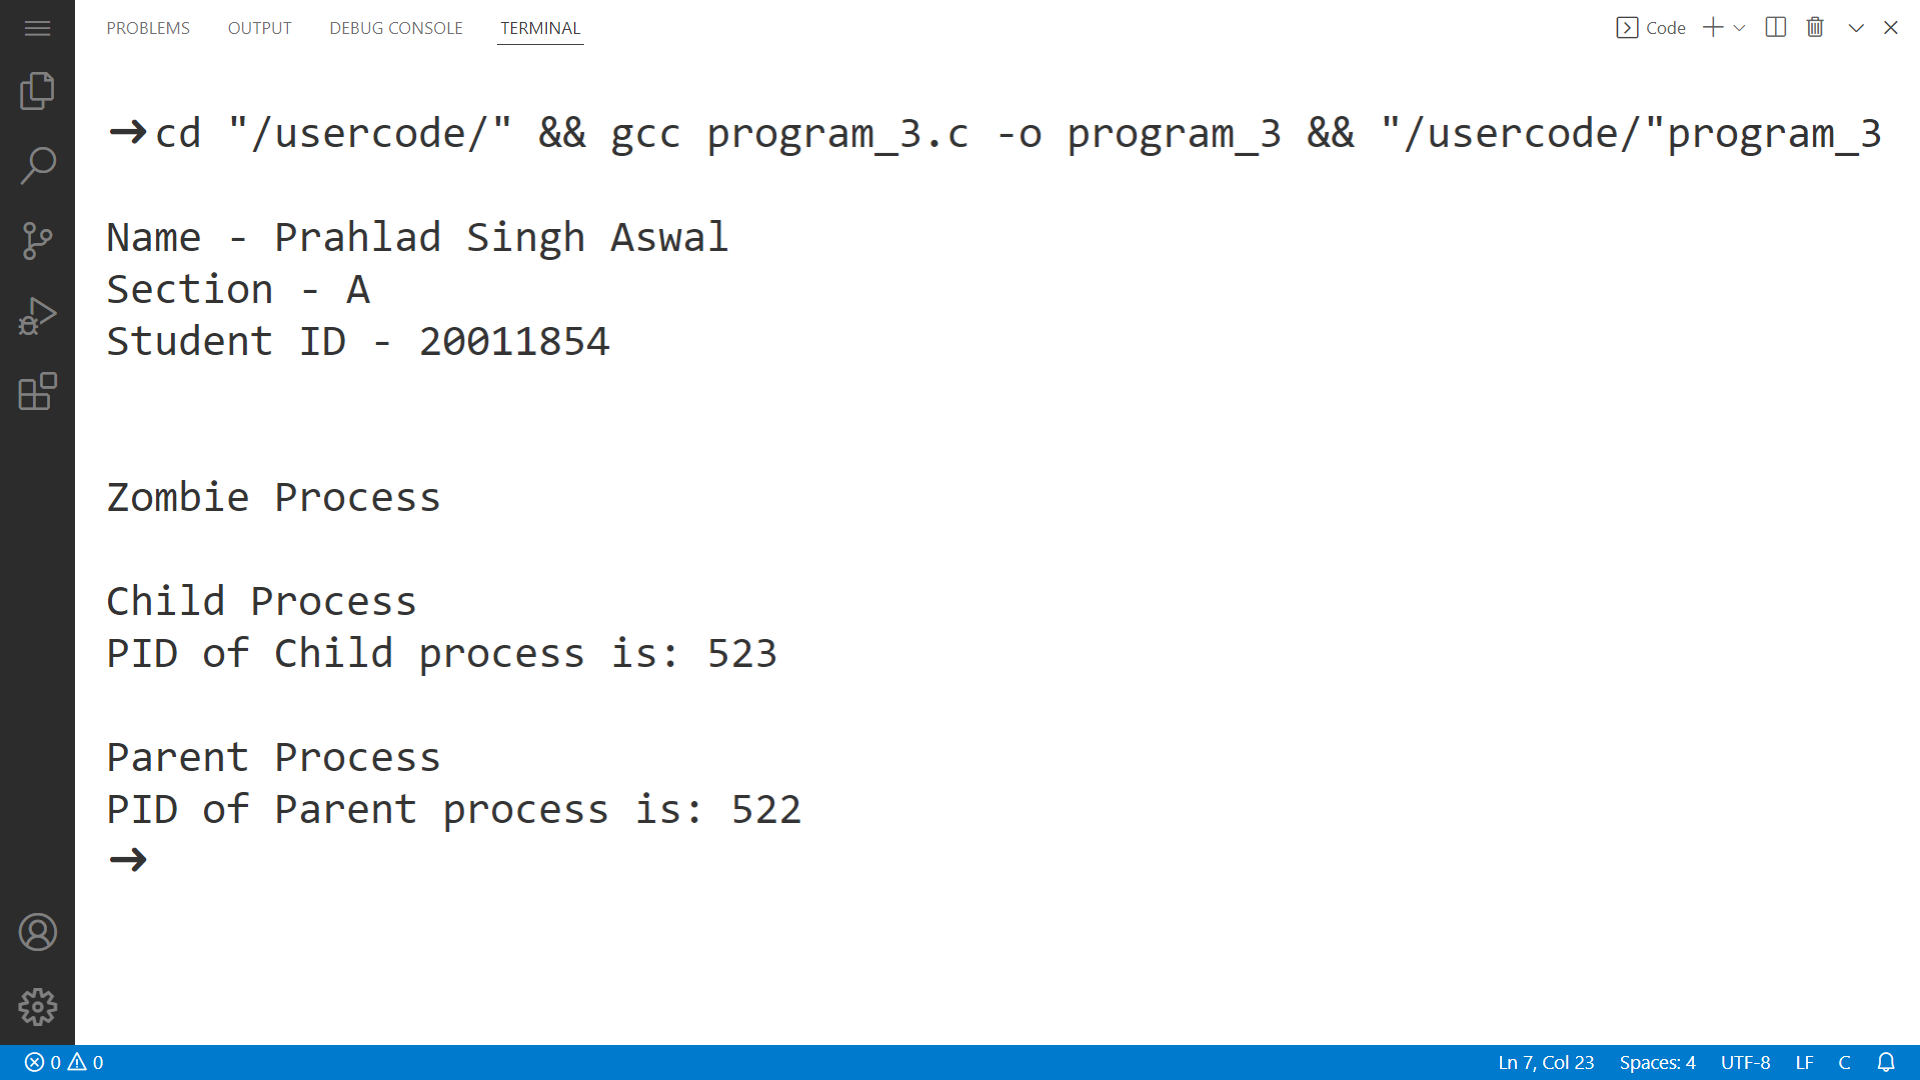 PROBLEMS OUTPUT DEBUG CONSOLE TERMINAL Code
➜cd "/usercode/" && gcc program_3.c -o program_3 && "/usercode/"program_3
Name - Prahlad Singh Aswal
Section - A
Student ID - 20011854
Zombie Process
Child Process
PID of Child process is: 523
Parent Process
PID of Parent process is: 522
➜
0 0 Ln 7, Col 23 Spaces: 4 UTF-8 LF C